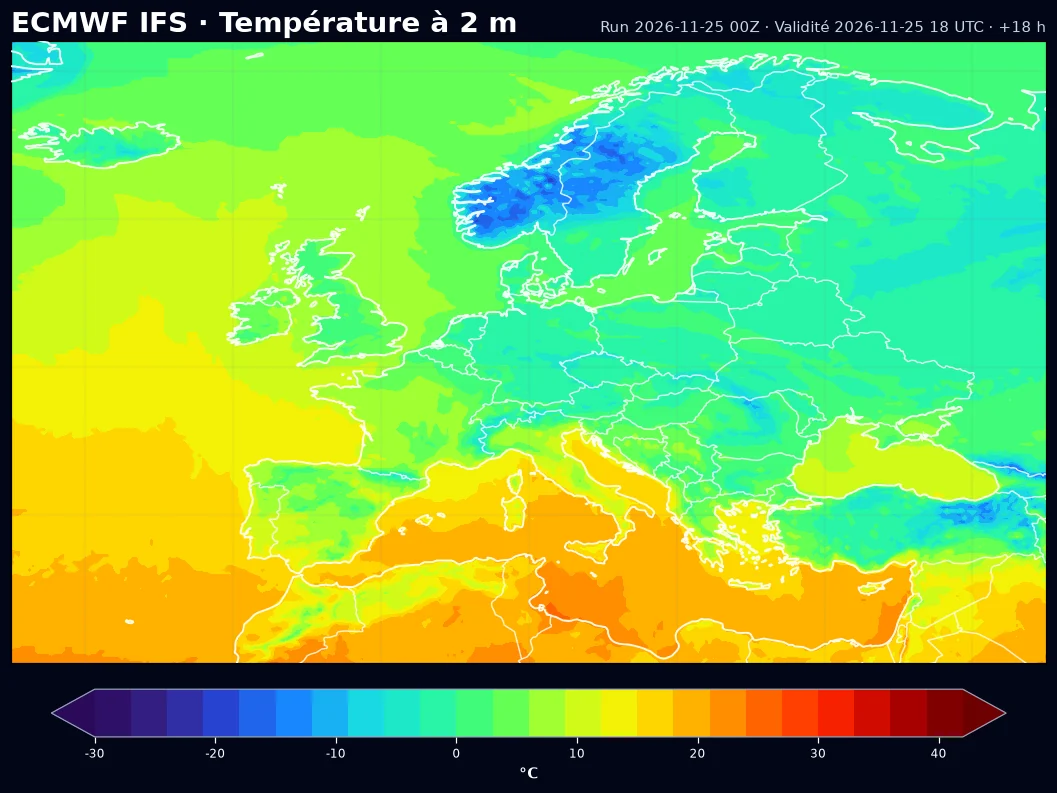 ECMWF IFS · Température à 2 m
Run 2026-11-25 00Z · Validité 2026-11-25 18 UTC · +18 h
-30 -20 -10 0 10 20 30 40
°C